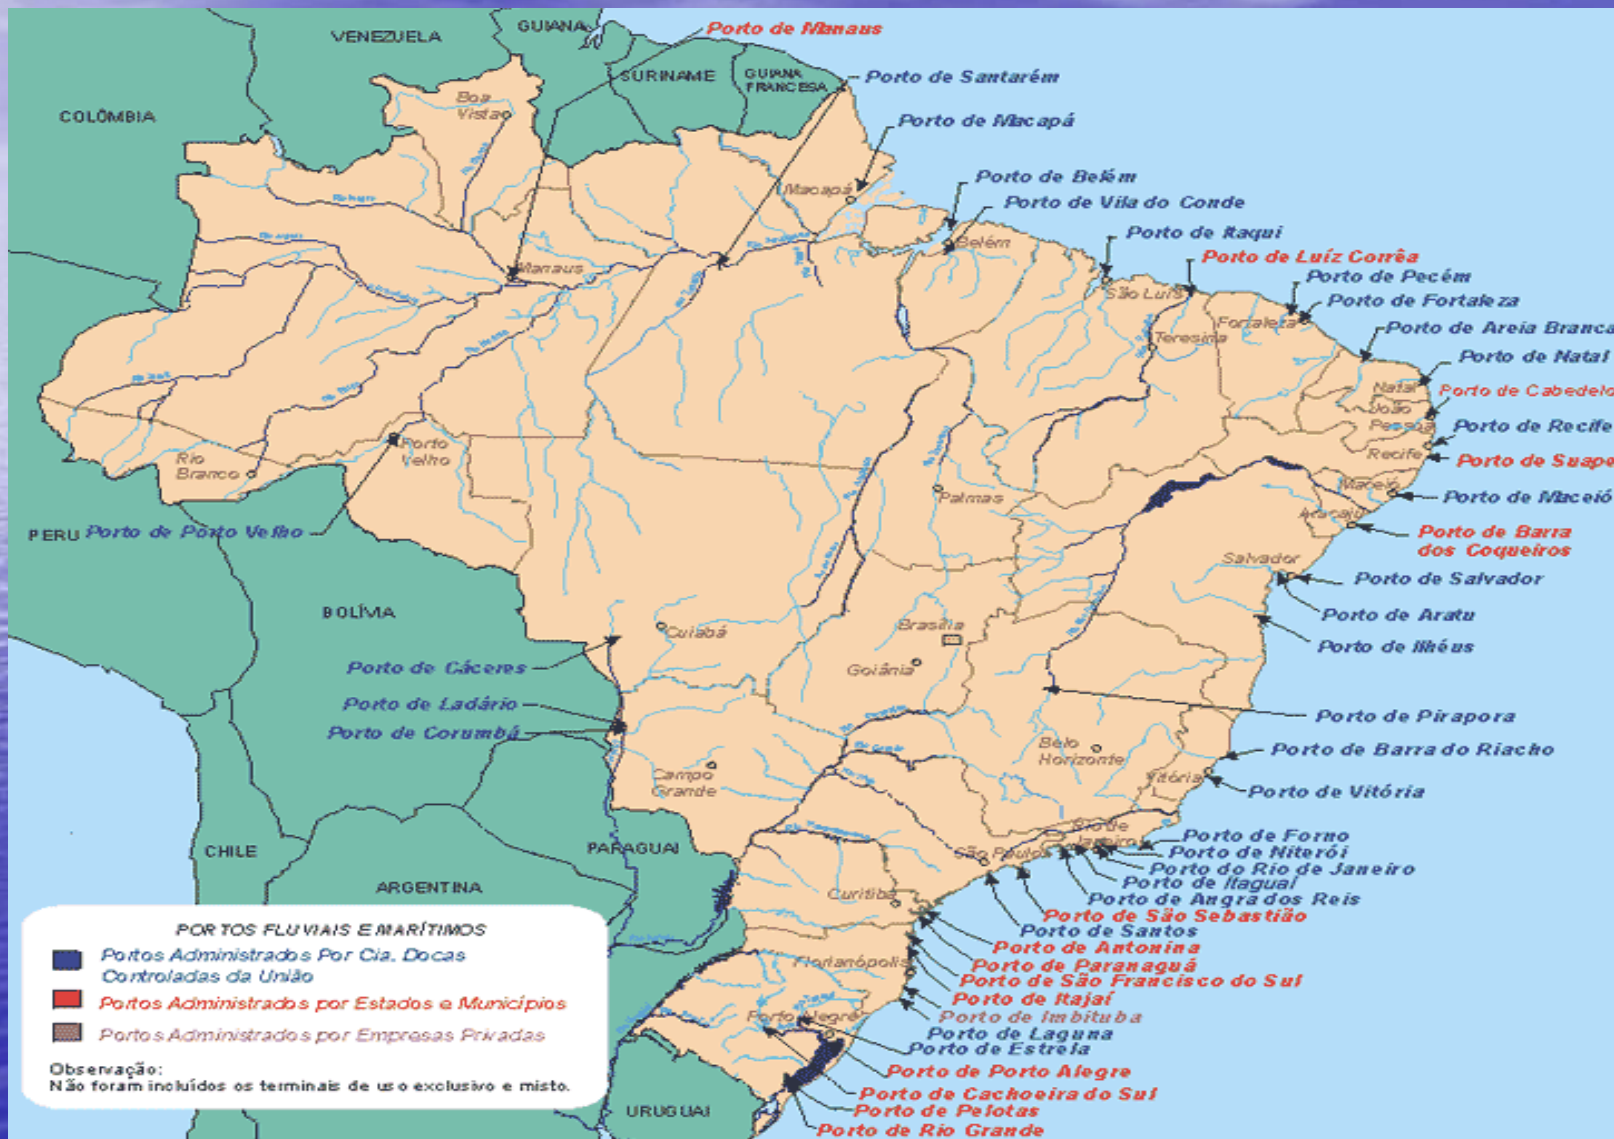 VENEZUELA
GUIANA
Porto de Manaus
SURINAME
GUIANA
FRANCESA
Porto de Santarém
COLÔMBIA
Boa
Vista
Porto de Macapá
Porto de Belém
Macapá
Porto de Vila do Conde
Belém
Porto de Itaqui
Porto de Luíz Corrêa
Manaus
Porto de Pecém
São Luís
Porto de Fortaleza
Fortaleza
Teresina
Porto de Areia Branca
Porto de Natal
Natal
Porto de Cabedelo
João
Pessoa
Porto de Recife
Recife
Porto de Suape
Porto
Velho
Rio
Branco
Maceió
Palmas
Porto de Maceió
Aracaju
PERU
Porto de Porto Velho
Porto de Barra
dos Coqueiros
Salvador
Porto de Salvador
BOLÍVIA
Porto de Aratu
Cuiabá
Brasília
Porto de Ilhéus
Porto de Cáceres
Goiânia
Porto de Ladário
Porto de Pirapora
Porto de Corumbá
Belo
Horizonte
Porto de Barra do Riacho
Campo
Grande
Vitória
Porto de Vitória
Rio de
Janeiro
Porto de Forno
CHILE
PARAGUAI
São Paulo
Porto de Niterói
Porto do Rio de Janeiro
Porto de Itaguaí
ARGENTINA
Curitiba
Porto de Angra dos Reis
Porto de São Sebastião
Porto de Santos
Porto de Antonina
Florianópolis
Porto de Paranaguá
Porto de São Francisco do Sul
Porto de Itajaí
Porto Alegre
Porto de Imbituba
Porto de Laguna
Porto de Estrela
Porto de Porto Alegre
Porto de Cachoeira do Sul
URUGUAI
Porto de Pelotas
Porto de Rio Grande
PORTOS FLUVIAIS E MARÍTIMOS
Portos Administrados Por Cia. Docas
Controladas da União
Portos Administrados por Estados e Municípios
Portos Administrados por Empresas Privadas
Observação:
Não foram incluídos os terminais de uso exclusivo e misto.